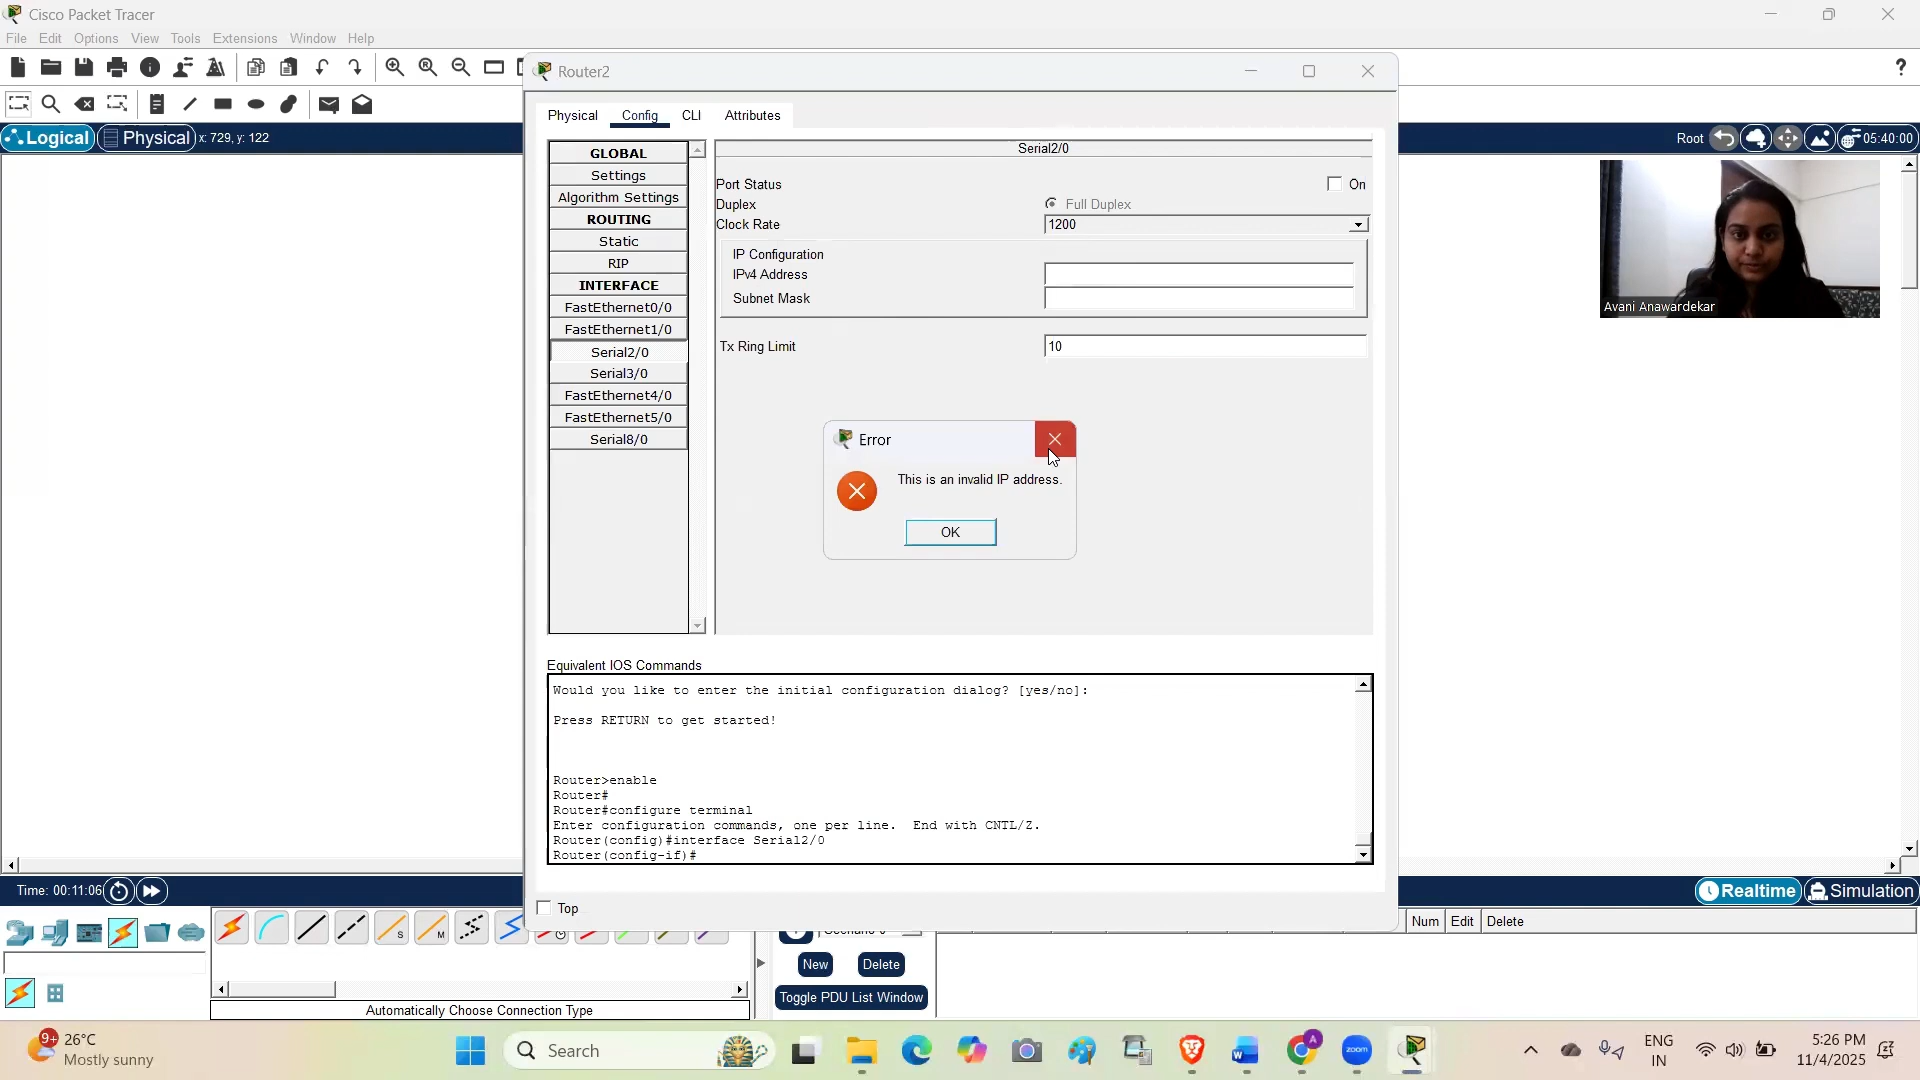 Cisco Packet Tracer
File Edit Options View Tools Extensions Window Help
Router2
Physical Config CLI Attributes
Logical Physical x: 729, y: 122
Root 05:40:00
GLOBAL
Settings
Algorithm Settings
ROUTING
Static
RIP
INTERFACE
FastEthernet0/0
FastEthernet1/0
Serial2/0
Serial3/0
FastEthernet4/0
FastEthernet5/0
Serial8/0
Serial2/0
Port Status On
Duplex Full Duplex
Clock Rate 1200
IP Configuration
IPv4 Address
Subnet Mask
Tx Ring Limit 10
Error
This is an invalid IP address.
OK
Avani Anawardekar
Equivalent IOS Commands
Would you like to enter the initial configuration dialog? [yes/no]:
Press RETURN to get started!
Router>enable
Router#
Router#configure terminal
Enter configuration commands, one per line. End with CNTL/Z.
Router(config)#interface Serial2/0
Router(config-if)#
Top
Time: 00:11:06
Realtime Simulation
Num Edit Delete
New Delete
Toggle PDU List Window
Automatically Choose Connection Type
9+ 26°C
Mostly sunny
Search
zoom
ENG
IN
5:26 PM
11/4/2025